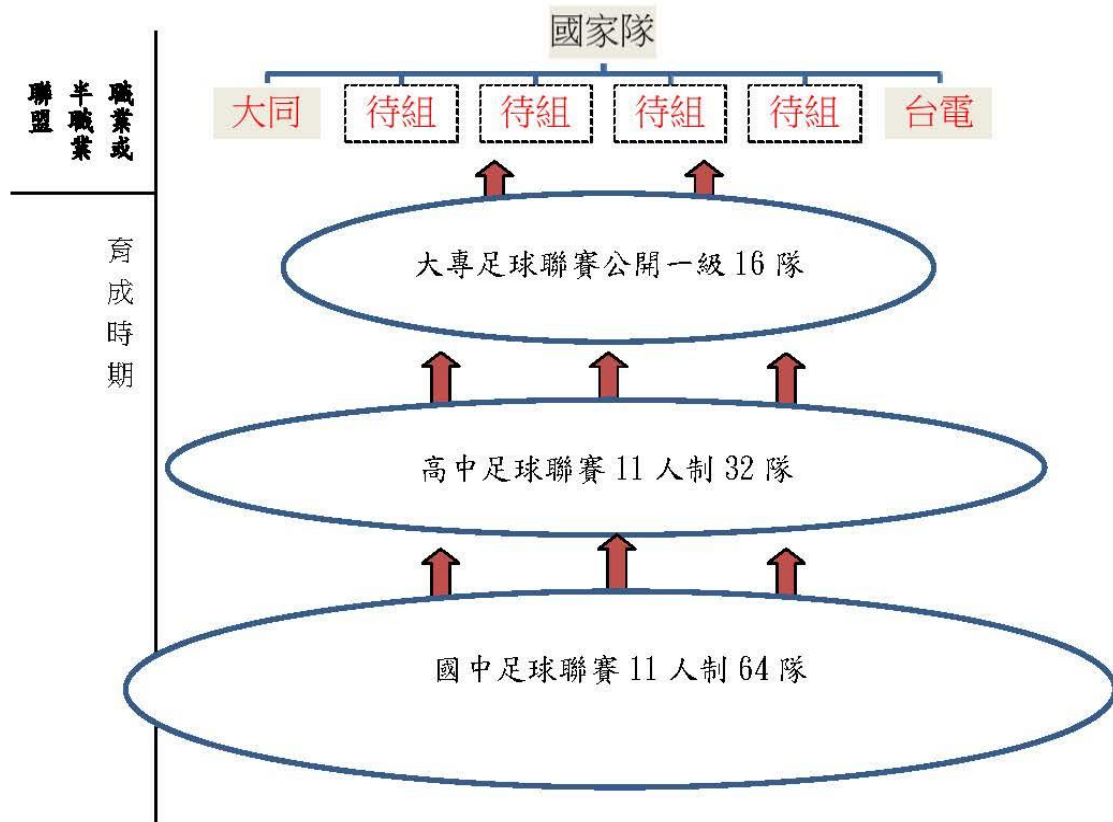 國家隊
職業或
半職業
聯盟
大同 待組 待組 待組 待組 台電
育成時期
大專足球聯賽公開一級 16 隊
高中足球聯賽 11 人制 32 隊
國中足球聯賽 11 人制 64 隊